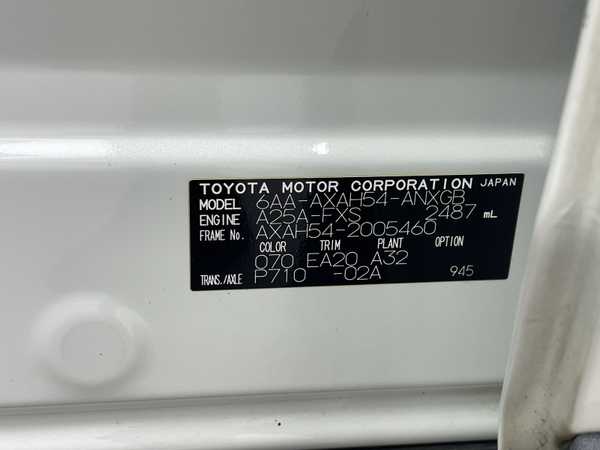 TOYOTA MOTOR CORPORATION JAPAN
MODEL 6AA-AXAH54-ANXGB
ENGINE A25A-FXS 2487 mL
FRAME No. AXAH54-2005460
COLOR TRIM PLANT OPTION
070 EA20 A32
TRANS./AXLE P710 -02A 945